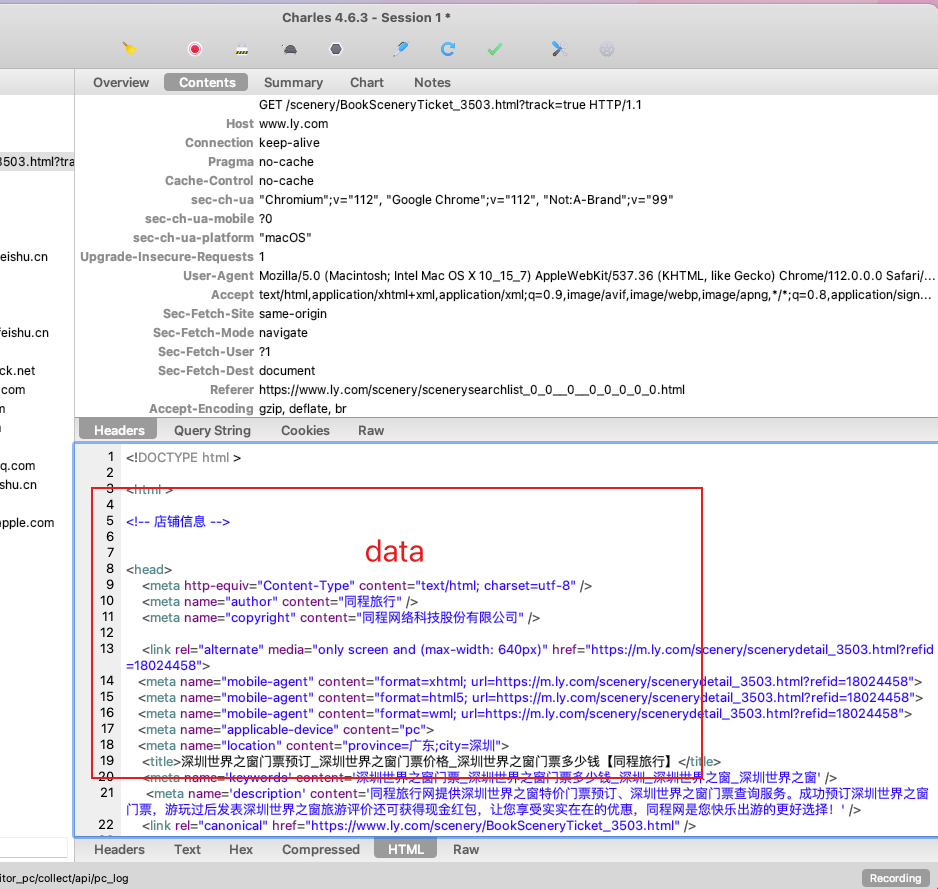 Charles 4.6.3 - Session 1 *
Overview Contents Summary Chart Notes
GET /scenery/BookSceneryTicket_3503.html?track=true HTTP/1.1
Host www.ly.com
Connection keep-alive
3503.html?tra Pragma no-cache
Cache-Control no-cache
sec-ch-ua "Chromium";v="112", "Google Chrome";v="112", "Not:A-Brand";v="99"
sec-ch-ua-mobile ?0
sec-ch-ua-platform "macOS"
eishu.cn Upgrade-Insecure-Requests 1
User-Agent Mozilla/5.0 (Macintosh; Intel Mac OS X 10_15_7) AppleWebKit/537.36 (KHTML, like Gecko) Chrome/112.0.0.0 Safari/...
Accept text/html,application/xhtml+xml,application/xml;q=0.9,image/avif,image/webp,image/apng,*/*;q=0.8,application/sign...
Sec-Fetch-Site same-origin
feishu.cn Sec-Fetch-Mode navigate
Sec-Fetch-User ?1
ck.net Sec-Fetch-Dest document
.com Referer https://www.ly.com/scenery/scenerysearchlist_0_0__0__0_0_0_0_0.html
Accept-Encoding gzip, deflate, br
Headers Query String Cookies Raw
1 <!DOCTYPE html >
q.com 2
shu.cn 3 <html >
4
apple.com 5 <!-- 店铺信息 -->
6
7 data
8 <head>
9 <meta http-equiv="Content-Type" content="text/html; charset=utf-8" />
10 <meta name="author" content="同程旅行" />
11 <meta name="copyright" content="同程网络科技股份有限公司" />
12
13 <link rel="alternate" media="only screen and (max-width: 640px)" href="https://m.ly.com/scenery/scenerydetail_3503.html?refid
=18024458">
14 <meta name="mobile-agent" content="format=xhtml; url=https://m.ly.com/scenery/scenerydetail_3503.html?refid=18024458">
15 <meta name="mobile-agent" content="format=html5; url=https://m.ly.com/scenery/scenerydetail_3503.html?refid=18024458">
16 <meta name="mobile-agent" content="format=wml; url=https://m.ly.com/scenery/scenerydetail_3503.html?refid=18024458">
17 <meta name="applicable-device" content="pc">
18 <meta name="location" content="province=广东;city=深圳">
19 <title>深圳世界之窗门票预订_深圳世界之窗门票价格_深圳世界之窗门票多少钱【同程旅行】</title>
20 <meta name='keywords' content='深圳世界之窗门票_深圳世界之窗门票多少钱_深圳_深圳世界之窗_深圳世界之窗' />
21 <meta name='description' content='同程旅行网提供深圳世界之窗特价门票预订、深圳世界之窗门票查询服务。成功预订深圳世界之窗
门票，游玩过后发表深圳世界之窗旅游评价还可获得现金红包，让您享受实实在在的优惠，同程网是您快乐出游的更好选择！' />
22 <link rel="canonical" href="https://www.ly.com/scenery/BookSceneryTicket_3503.html" />
Headers Text Hex Compressed HTML Raw
itor_pc/collect/api/pc_log Recording